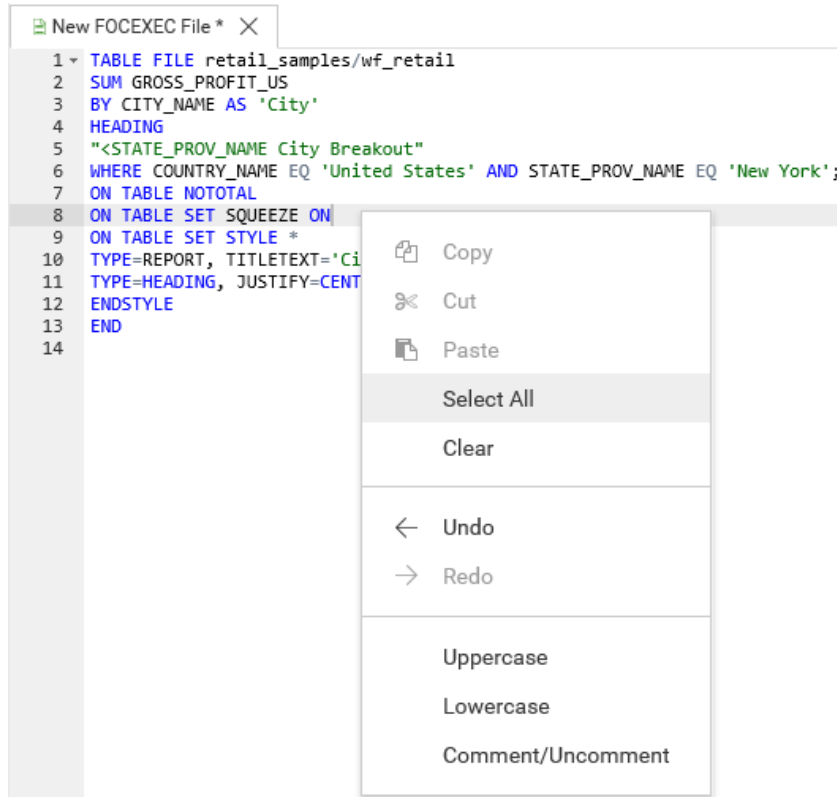 New FOCEXEC File *
1 TABLE FILE retail_samples/wf_retail
2 SUM GROSS_PROFIT_US
3 BY CITY_NAME AS 'City'
4 HEADING
5 "<STATE_PROV_NAME City Breakout"
6 WHERE COUNTRY_NAME EQ 'United States' AND STATE_PROV_NAME EQ 'New York';
7 ON TABLE NOTOTAL
8 ON TABLE SET SQUEEZE ON
9 ON TABLE SET STYLE *
10 TYPE=REPORT, TITLETEXT='Ci
11 TYPE=HEADING, JUSTIFY=CENT
12 ENDSTYLE
13 END
14
Copy
Cut
Paste
Select All
Clear
Undo
Redo
Uppercase
Lowercase
Comment/Uncomment